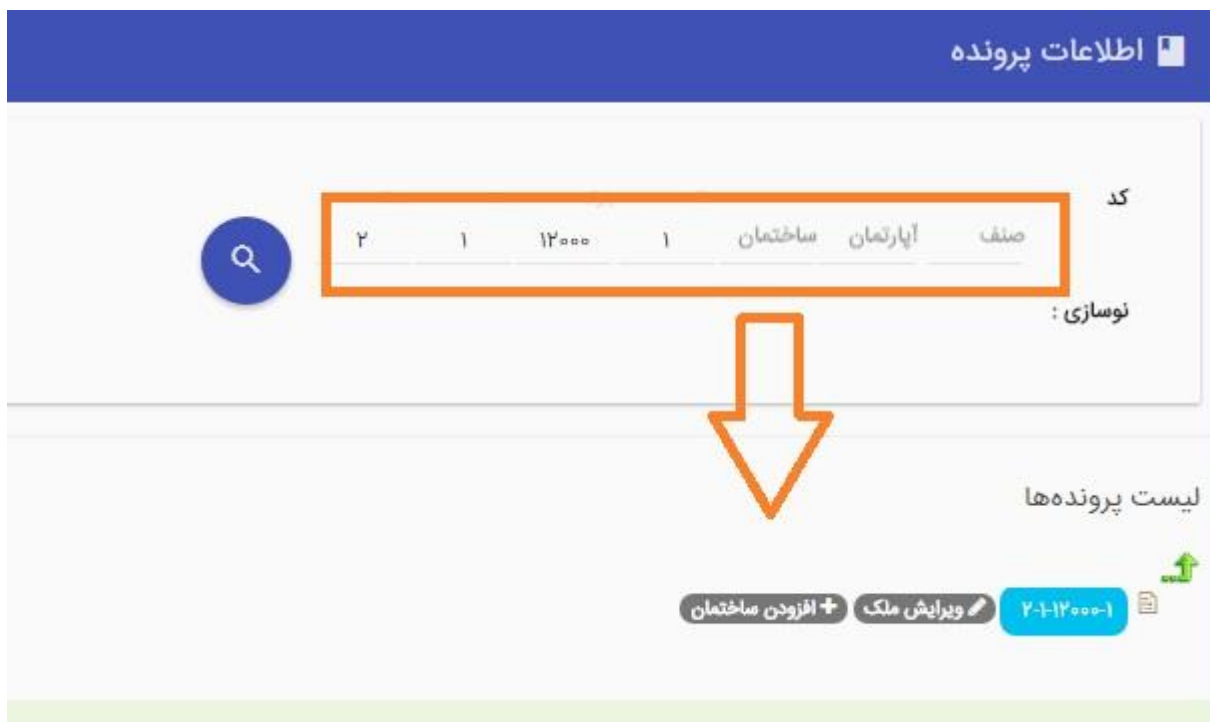 اطلاعات پرونده
کد
صنف آپارتمان ساختمان ۱ ۱۲۰۰۰ ۱ ۲
نوسازی :
لیست پرونده‌ها
۲-۱-۱۲۰۰۰-۱ ویرایش ملک + افزودن ساختمان